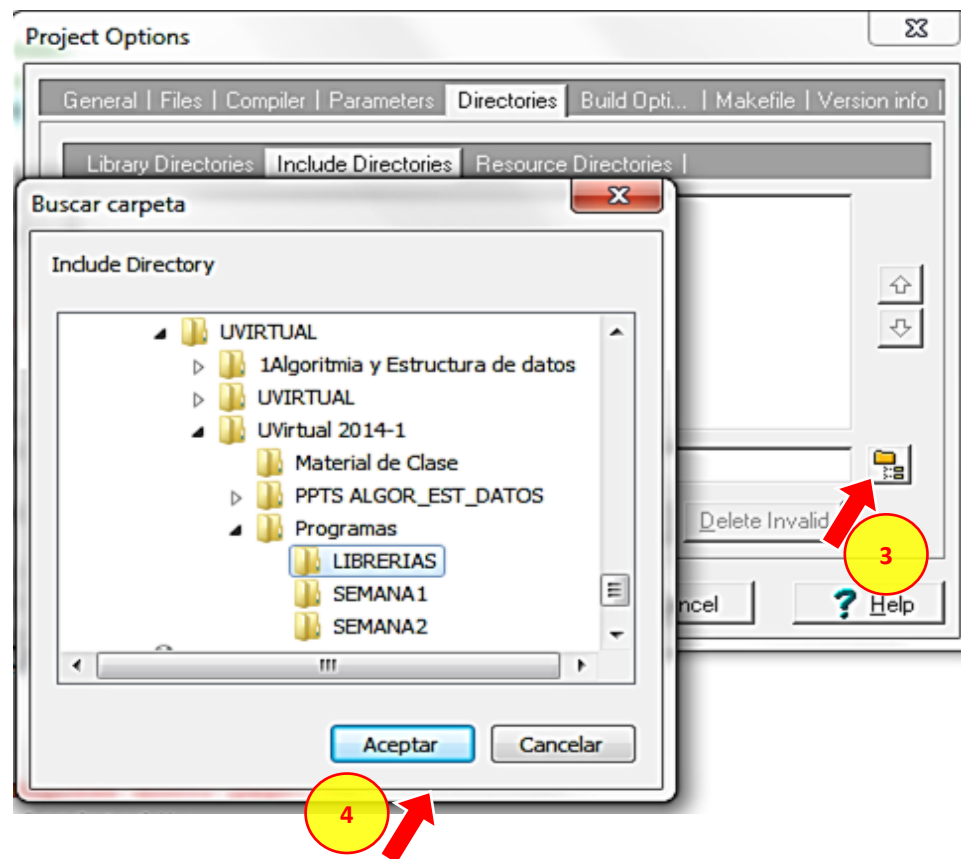 Project Options
General | Files | Compiler | Parameters Directories Build Opti... | Makefile | Version info |
Library Directories Include Directories Resource Directories |
Buscar carpeta
Include Directory
UVIRTUAL
1Algoritmia y Estructura de datos
UVIRTUAL
UVirtual 2014-1
Material de Clase
PPTS ALGOR_EST_DATOS
Programas
LIBRERIAS
SEMANA1
SEMANA2
Delete Invalid
3
ncel
? Help
Aceptar
Cancelar
4